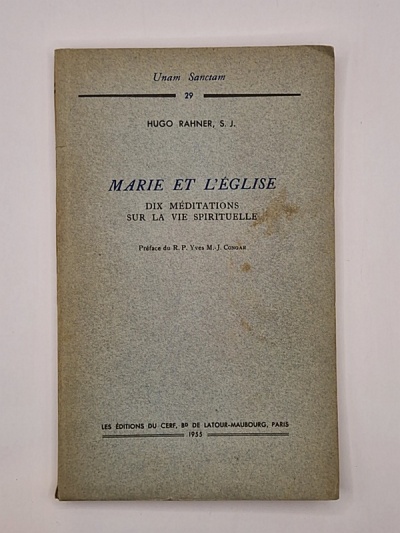 Unam Sanctam
29
HUGO RAHNER, S. J.
MARIE ET L'ÉGLISE
DIX MÉDITATIONS
SUR LA VIE SPIRITUELLE
Préface du R. P. Yves M.-J. Congar
LES ÉDITIONS DU CERF, BD DE LATOUR-MAUBOURG, PARIS
1955